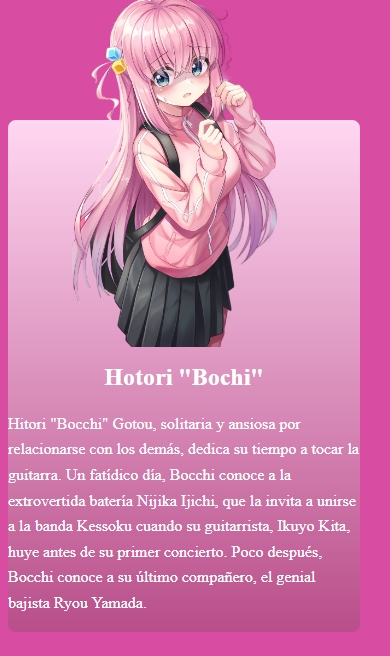 Hotori "Bochi"
Hitori "Bocchi" Gotou, solitaria y ansiosa por
relacionarse con los demás, dedica su tiempo a tocar la
guitarra. Un fatídico día, Bocchi conoce a la
extrovertida batería Nijika Ijichi, que la invita a unirse
a la banda Kessoku cuando su guitarrista, Ikuyo Kita,
huye antes de su primer concierto. Poco después,
Bocchi conoce a su último compañero, el genial
bajista Ryou Yamada.